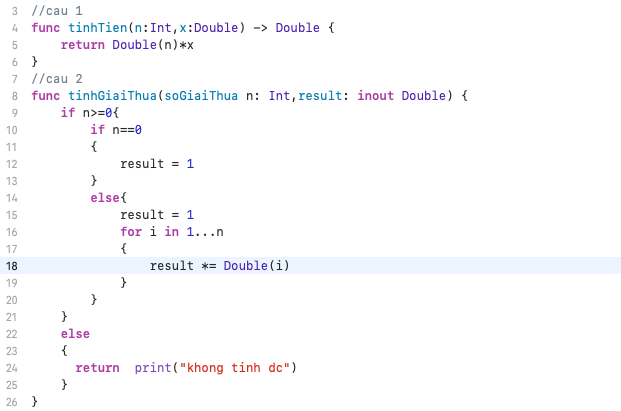 3 //cau 1
4 func tinhTien(n:Int,x:Double) -> Double {
5     return Double(n)*x
6 }
7 //cau 2
8 func tinhGiaiThua(soGiaiThua n: Int,result: inout Double) {
9     if n>=0{
10         if n==0
11         {
12             result = 1
13         }
14         else{
15             result = 1
16             for i in 1...n
17             {
18                 result *= Double(i)
19             }
20         }
21     }
22     else
23     {
24       return  print("khong tinh dc")
25     }
26 }